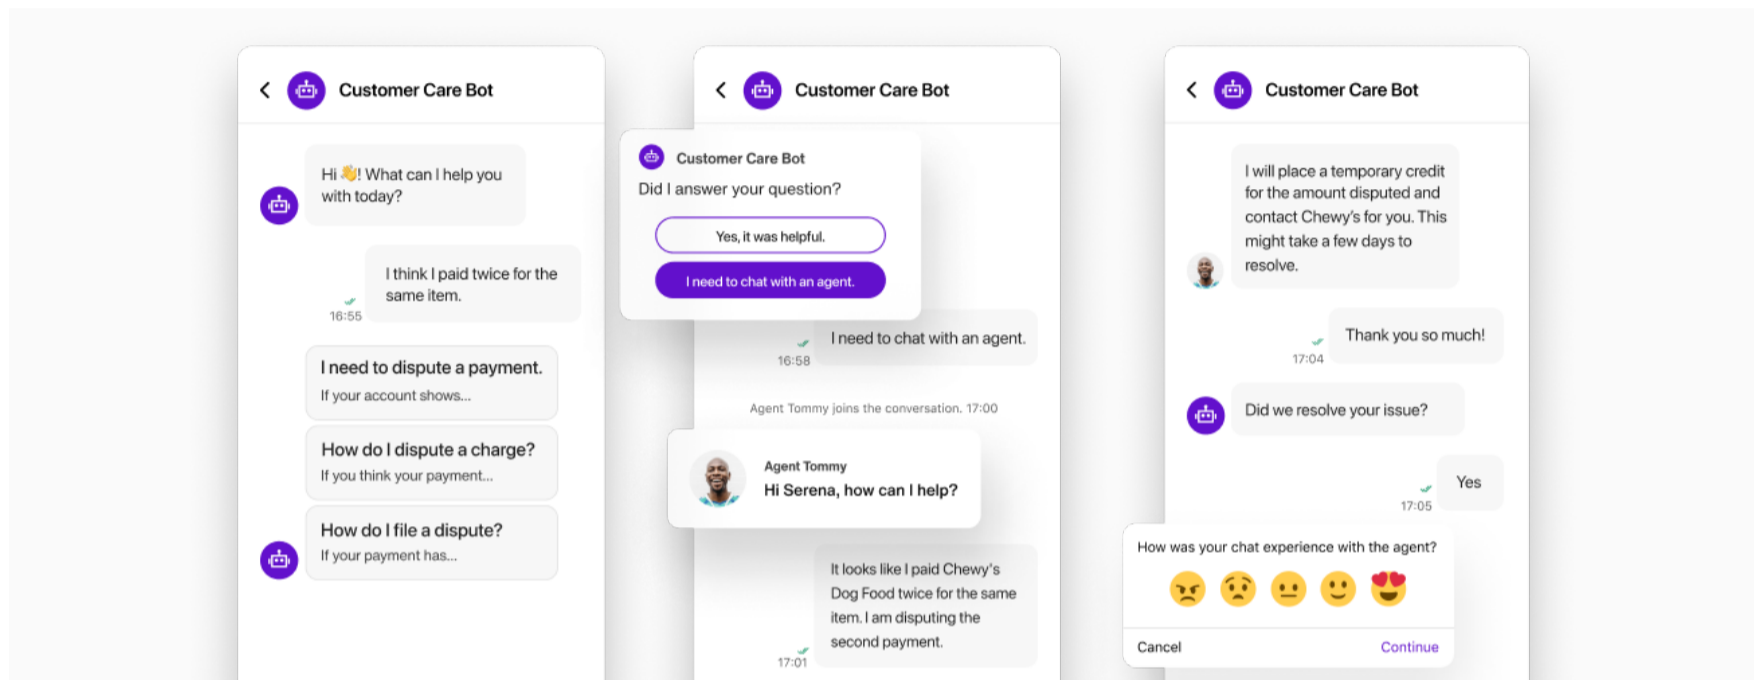 Customer Care Bot
Hi 👋! What can I help you
with today?
I think I paid twice for the
same item.
16:55
I need to dispute a payment.
If your account shows...
How do I dispute a charge?
If you think your payment...
How do I file a dispute?
If your payment has...
Customer Care Bot
Customer Care Bot
Did I answer your question?
Yes, it was helpful.
I need to chat with an agent.
I need to chat with an agent.
16:58
Agent Tommy joins the conversation. 17:00
Agent Tommy
Hi Serena, how can I help?
It looks like I paid Chewy's
Dog Food twice for the same
item. I am disputing the
second payment.
17:01
Customer Care Bot
I will place a temporary credit
for the amount disputed and
contact Chewy's for you. This
might take a few days to
resolve.
Thank you so much!
17:04
Did we resolve your issue?
Yes
17:05
How was your chat experience with the agent?
Cancel
Continue